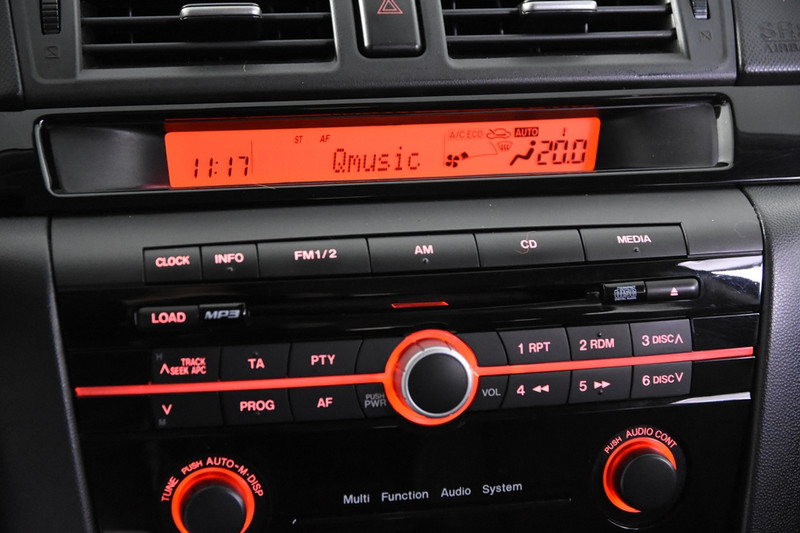 SRS
AIRBAG
ST AF A/C ECO AUTO
11:17 Qmusic 20.0
CLOCK INFO FM1/2 AM CD MEDIA
LOAD MP3
H
TRACK
SEEK APC
TA PTY 1 RPT 2 RDM 3 DISC
PROG AF PUSH
PWR
VOL 4 5 6 DISC
M
TUNE PUSH AUTO-M·DISP
PUSH AUDIO CONT
Multi Function Audio System